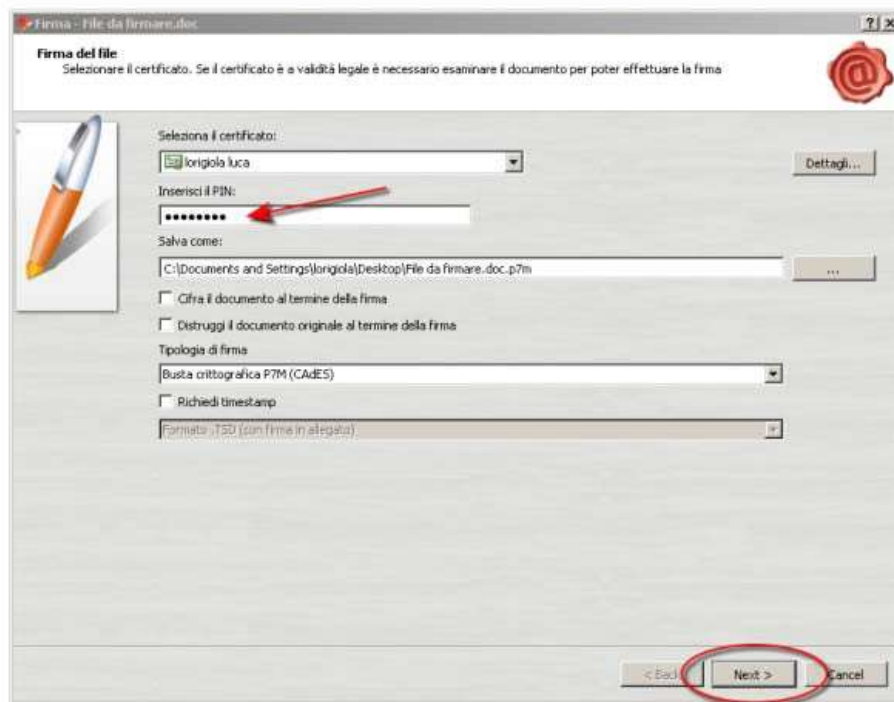 Firma - File da firmare.doc
Firma del file
Selezionare il certificato. Se il certificato è a validità legale è necessario esaminare il documento per poter effettuare la firma
Seleziona il certificato:
lorigiola luca
Dettagli...
Inserisci il PIN:
••••••••
Salva come:
C:\Documents and Settings\lorigiola\Desktop\File da firmare.doc.p7m
...
Cifra il documento al termine della firma
Distruggi il documento originale al termine della firma
Tipologia di firma
Busta crittografica P7M (CAdES)
Richiedi timestamp
Formato .TSD (con firma in allegato)
< Back
Next >
Cancel